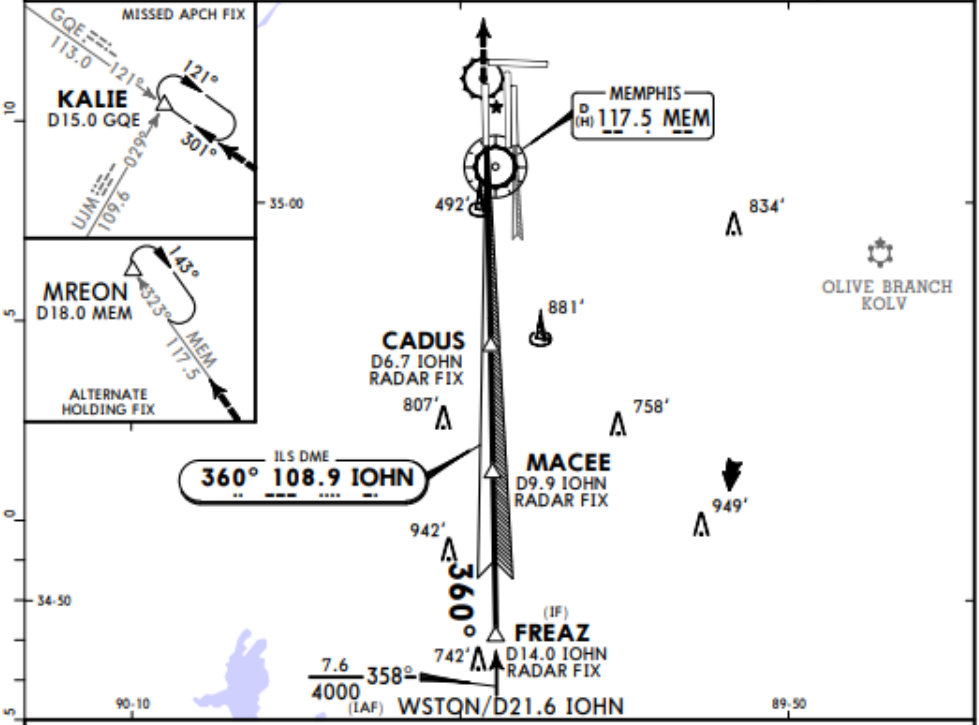 MISSED APCH FIX
GQE
113.0
121°
121°
KALIE
D15.0 GQE
301°
029°
UJM
109.6
MREON
D18.0 MEM
143°
323°
MEM
117.5
ALTERNATE
HOLDING FIX
10
5
0
5
MEMPHIS
D
(H) 117.5 MEM
35-00
492'
834'
OLIVE BRANCH
KOLV
881'
CADUS
D6.7 IOHN
RADAR FIX
807'
758'
ILS DME
360° 108.9 IOHN
MACEE
D9.9 IOHN
RADAR FIX
949'
942'
360°
34-50
(IF)
FREAZ
D14.0 IOHN
RADAR FIX
742'
7.6
4000
358°
(IAF) WSTON/D21.6 IOHN
90-10
89-50